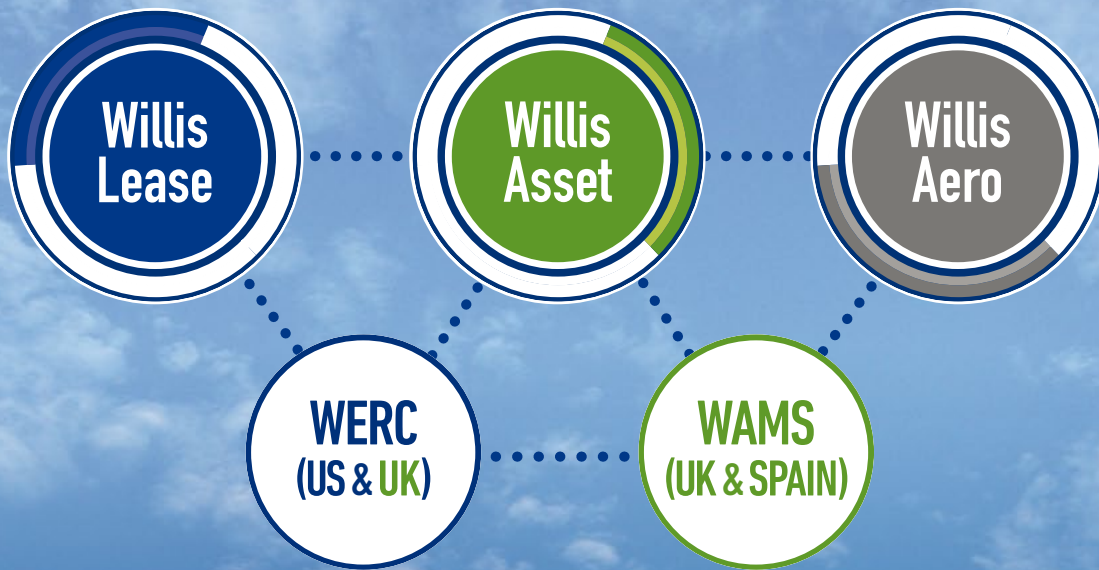 Willis
Lease
Willis
Asset
Willis
Aero
WERC
(US & UK)
WAMS
(UK & SPAIN)